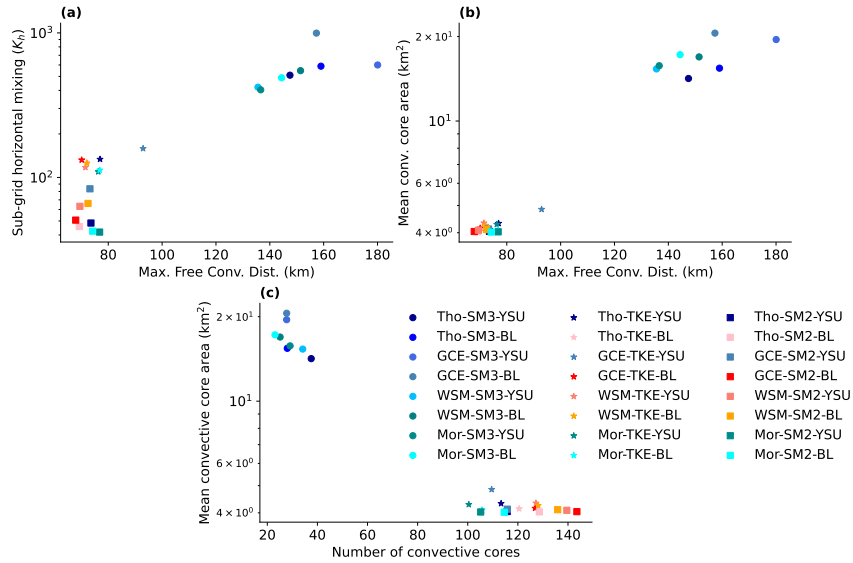 (a)
10³
10²
Sub-grid horizontal mixing (Kₕ)
80 100 120 140 160 180
Max. Free Conv. Dist. (km)
(b)
2 × 10¹
10¹
6 × 10⁰
4 × 10⁰
Mean conv. core area (km²)
80 100 120 140 160 180
Max. Free Conv. Dist. (km)
(c)
2 × 10¹
10¹
6 × 10⁰
4 × 10⁰
Mean convective core area (km²)
20 40 60 80 100 120 140
Number of convective cores
Tho-SM3-YSU
Tho-SM3-BL
GCE-SM3-YSU
GCE-SM3-BL
WSM-SM3-YSU
WSM-SM3-BL
Mor-SM3-YSU
Mor-SM3-BL
Tho-TKE-YSU
Tho-TKE-BL
GCE-TKE-YSU
GCE-TKE-BL
WSM-TKE-YSU
WSM-TKE-BL
Mor-TKE-YSU
Mor-TKE-BL
Tho-SM2-YSU
Tho-SM2-BL
GCE-SM2-YSU
GCE-SM2-BL
WSM-SM2-YSU
WSM-SM2-BL
Mor-SM2-YSU
Mor-SM2-BL